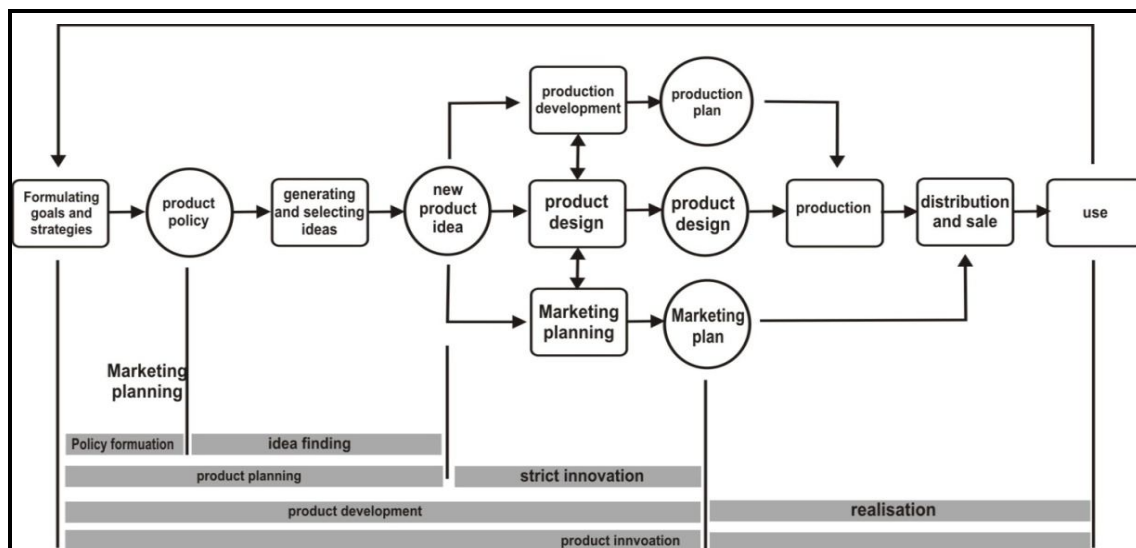 production
development
production
plan
Formulating
goals and
strategies
product
policy
generating
and selecting
ideas
new
product
idea
product
design
product
design
production
distribution
and sale
use
Marketing
planning
Marketing
plan
Marketing
planning
Policy formuation
idea finding
product planning
strict innovation
product development
realisation
product innvoation